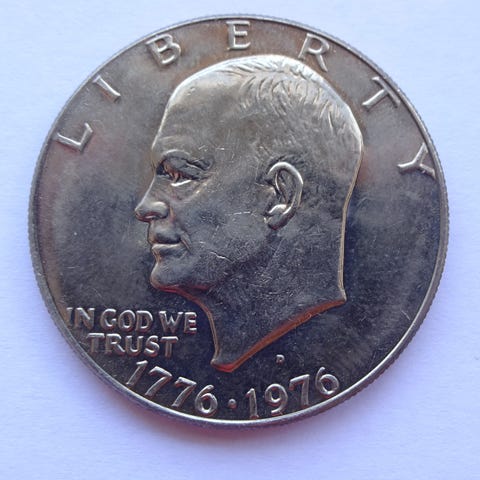 LIBERTY
IN GOD WE
TRUST
D
1776·1976